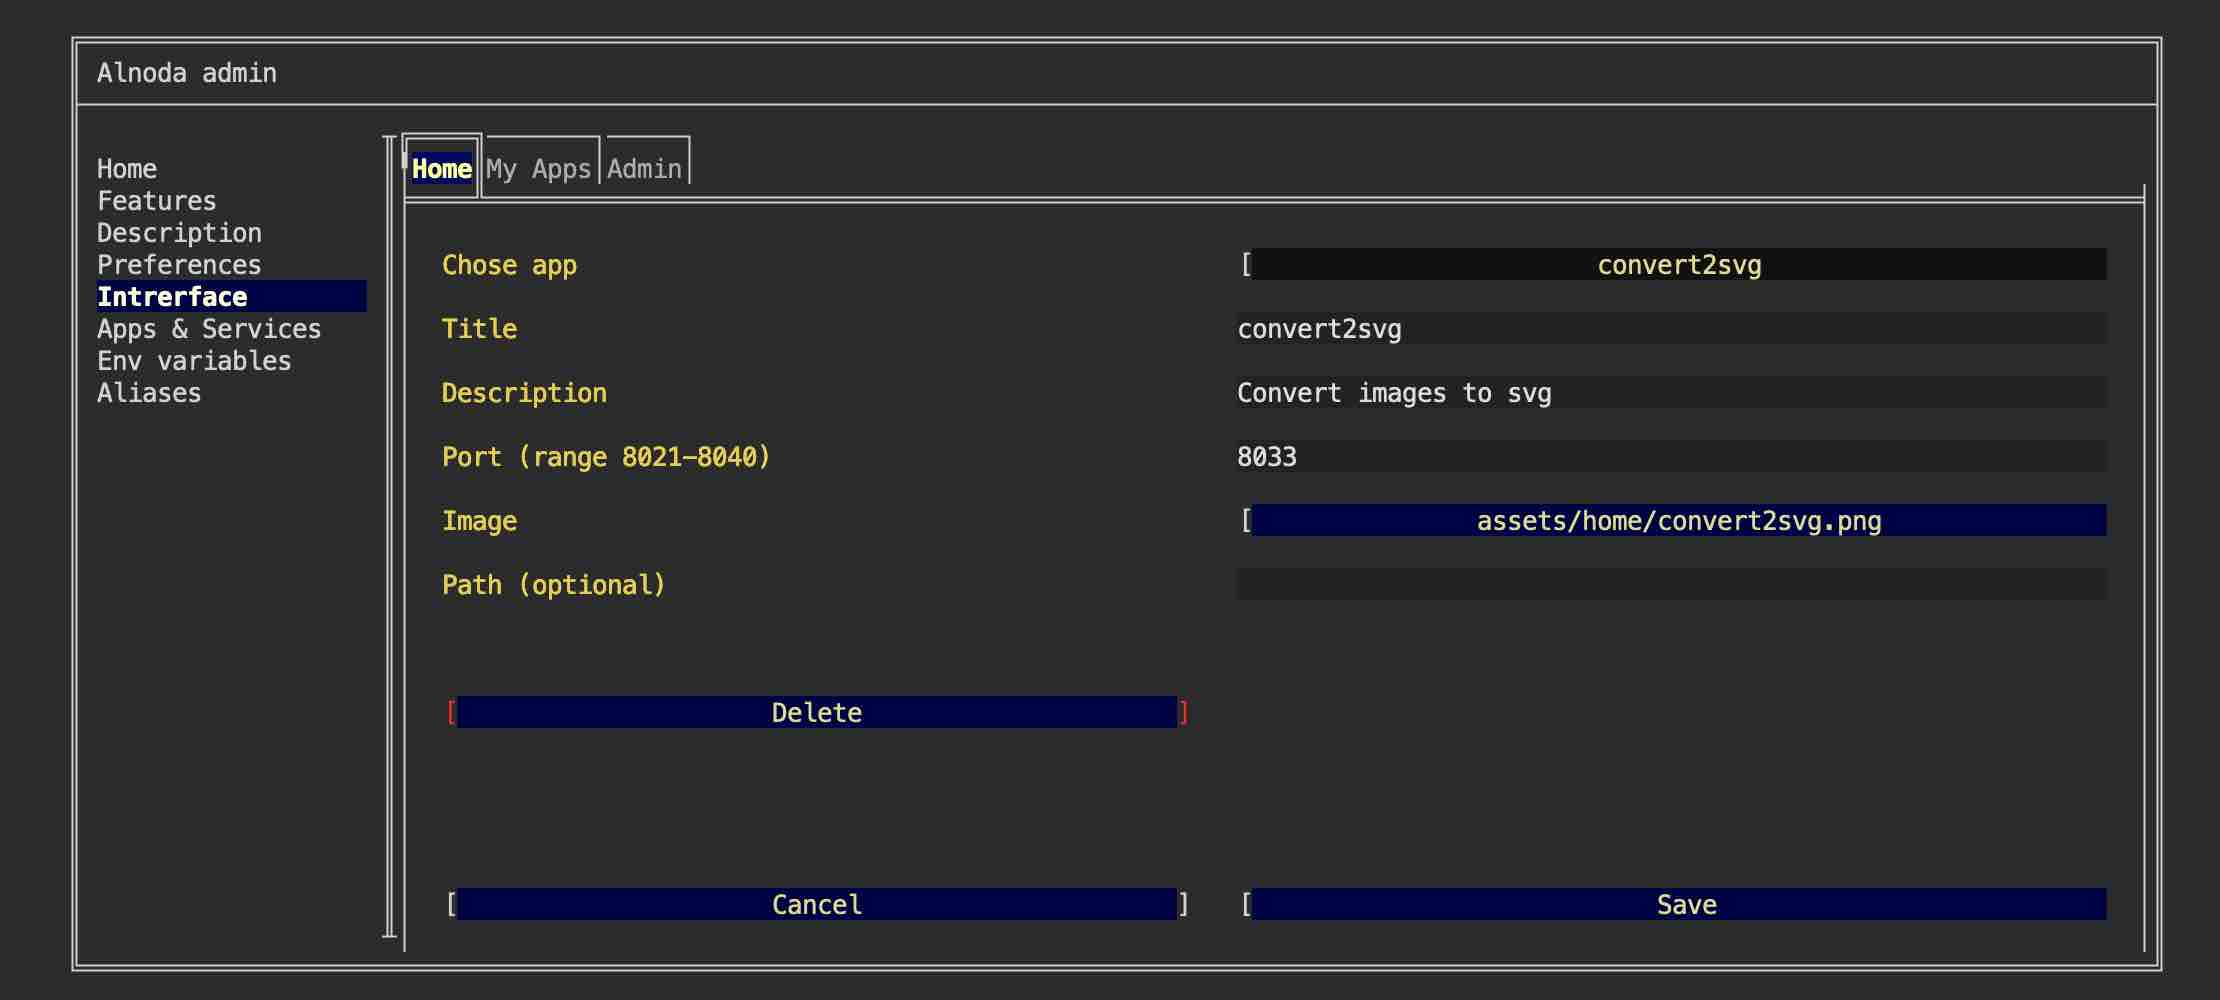 Alnoda admin
Home
Features
Description
Preferences
Intrerface
Apps & Services
Env variables
Aliases
Home My Apps Admin
Chose app [ convert2svg
Title convert2svg
Description Convert images to svg
Port (range 8021-8040) 8033
Image [ assets/home/convert2svg.png
Path (optional)
[ Delete ]
[ Cancel ] [ Save